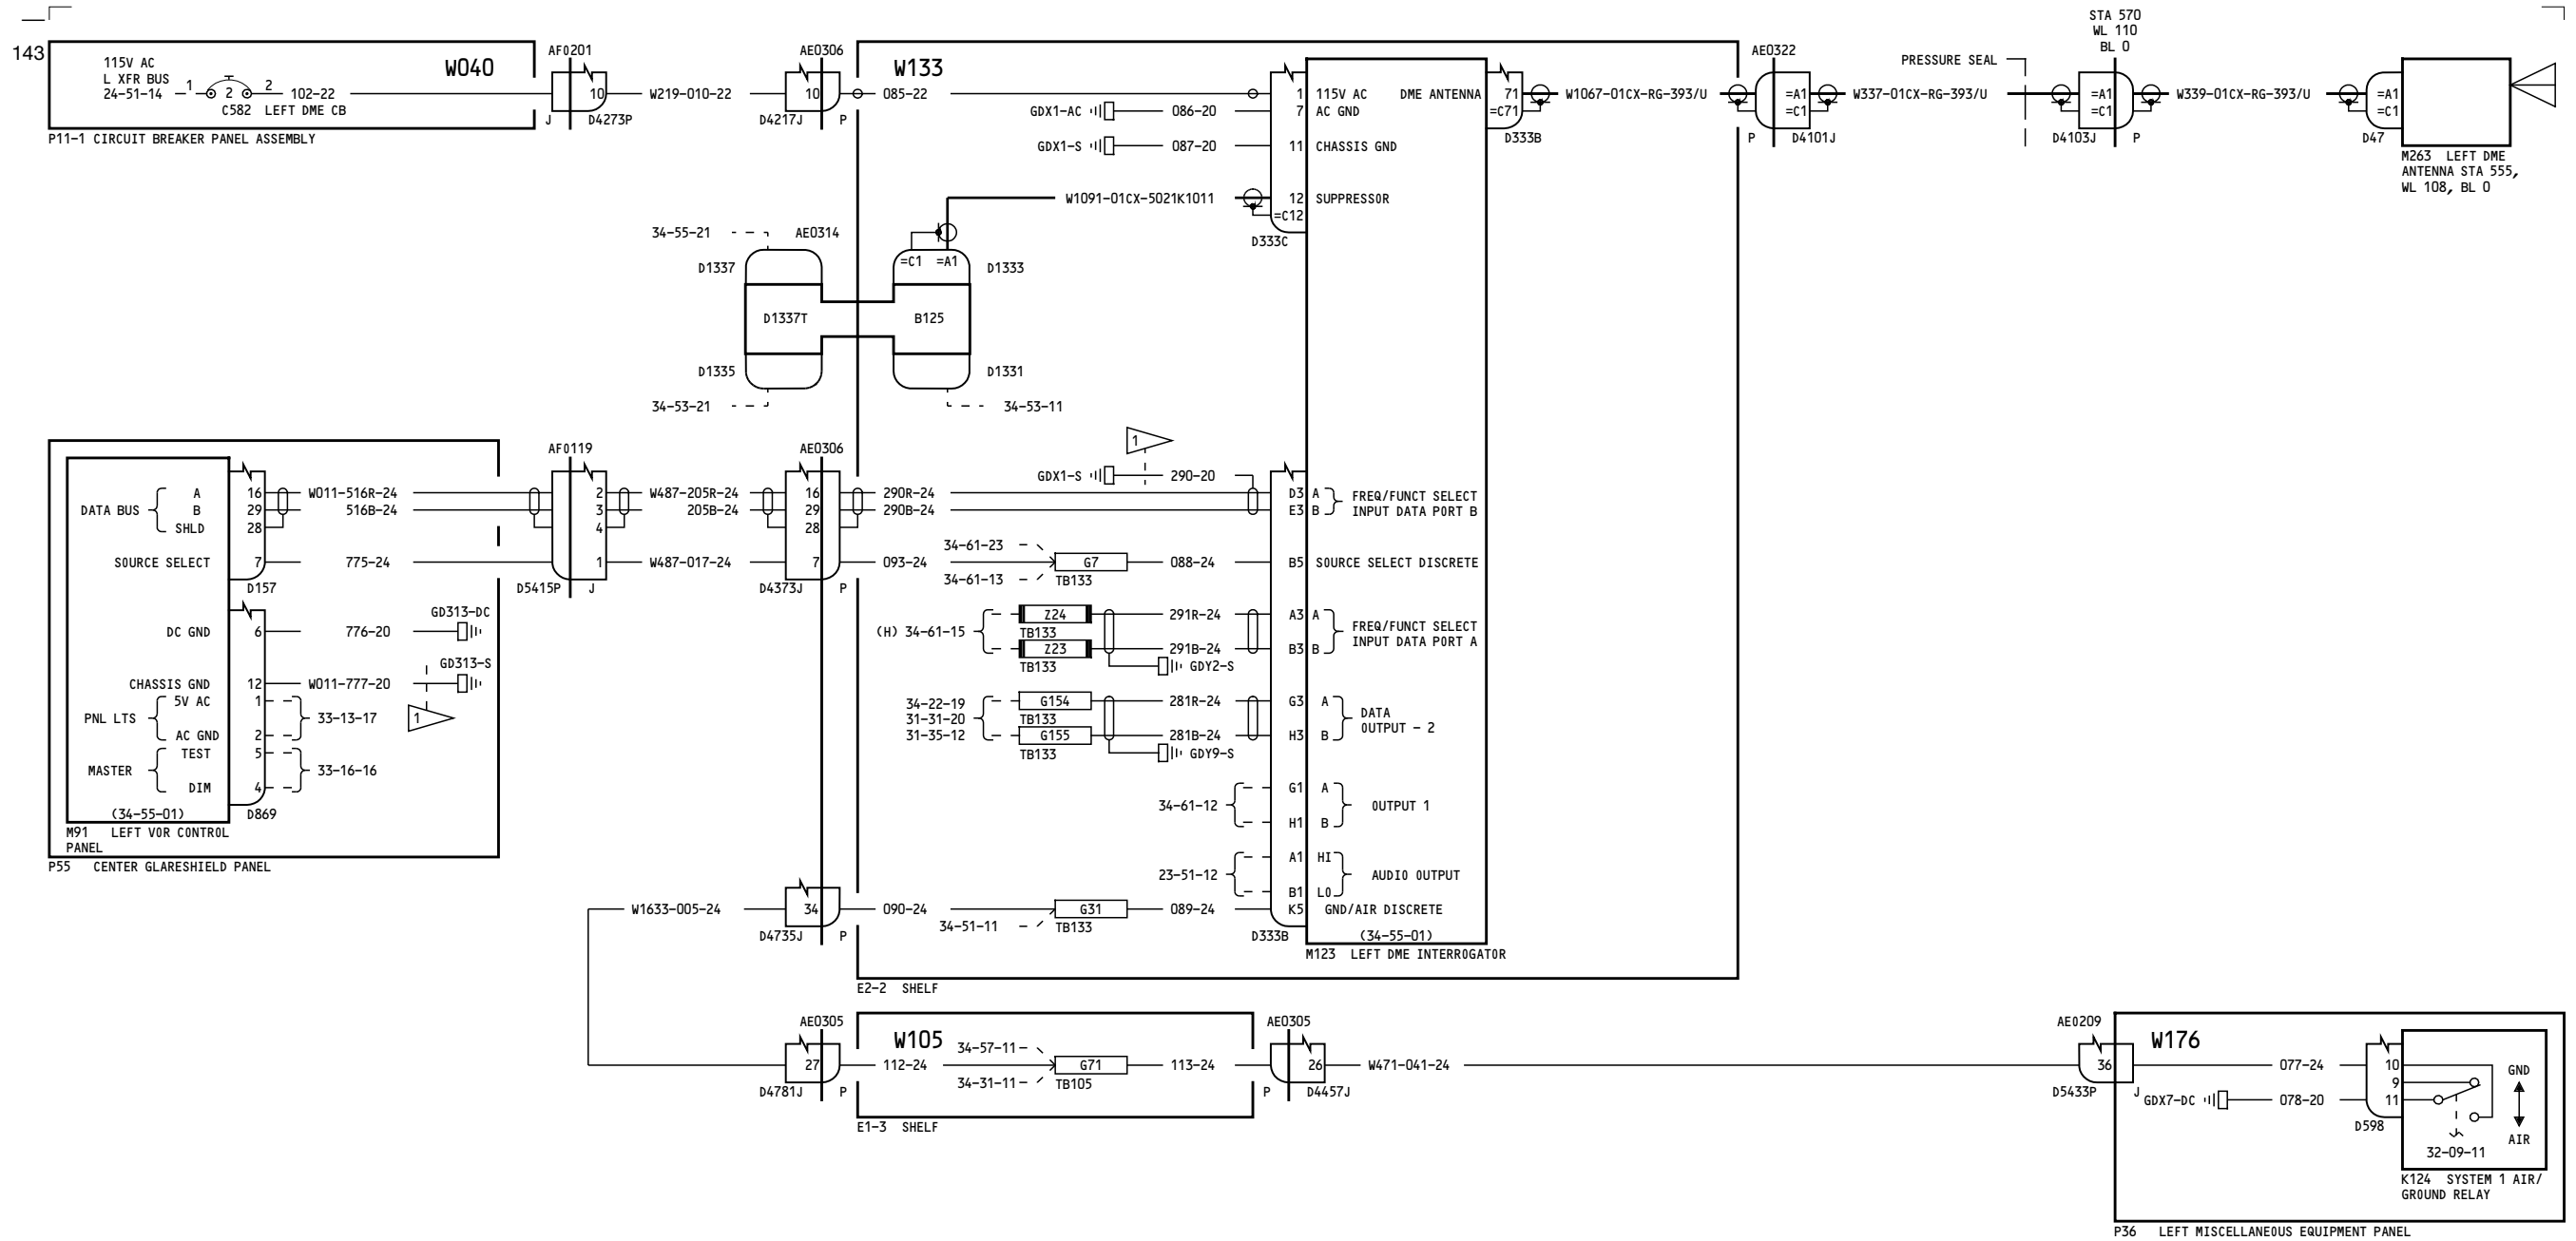 143
115V AC
L XFR BUS
24-51-14
1
2
2
102-22
C582 LEFT DME CB
W040
P11-1 CIRCUIT BREAKER PANEL ASSEMBLY
AF0201
10
J
D4273P
W219-010-22
AE0306
10
D4217J
P
W133
085-22
GDX1-AC
086-20
GDX1-S
087-20
1
115V AC
7
AC GND
11
CHASSIS GND
12
SUPPRESSOR
=C12
D333C
W1091-01CX-5021K1011
DME ANTENNA
71
=C71
D333B
W1067-01CX-RG-393/U
AE0322
=A1
=C1
P
D4101J
W337-01CX-RG-393/U
PRESSURE SEAL
STA 570
WL 110
BL 0
=A1
=C1
D4103J
P
W339-01CX-RG-393/U
=A1
=C1
D47
M263 LEFT DME
ANTENNA STA 555,
WL 108, BL 0
34-55-21
AE0314
D1337
=C1 =A1
D1333
D1337T
B125
D1335
D1331
34-53-21
34-53-11
DATA BUS
A
B
SHLD
16
29
28
W011-516R-24
516B-24
SOURCE SELECT
7
775-24
D157
DC GND
6
776-20
GD313-DC
CHASSIS GND
12
W011-777-20
GD313-S
1
PNL LTS
5V AC
AC GND
1
2
33-13-17
MASTER
TEST
DIM
5
4
33-16-16
(34-55-01)
D869
M91 LEFT VOR CONTROL
PANEL
P55 CENTER GLARESHIELD PANEL
AF0119
2
3
4
1
D5415P
J
W487-205R-24
205B-24
W487-017-24
AE0306
16
29
28
7
D4373J
P
290R-24
290B-24
093-24
1
GDX1-S
290-20
D3 A
E3 B
FREQ/FUNCT SELECT
INPUT DATA PORT B
34-61-23
34-61-13
G7
TB133
088-24
B5
SOURCE SELECT DISCRETE
(H) 34-61-15
Z24
TB133
Z23
TB133
291R-24
291B-24
GDY2-S
A3 A
B3 B
FREQ/FUNCT SELECT
INPUT DATA PORT A
34-22-19
31-31-20
31-35-12
G154
TB133
G155
TB133
281R-24
281B-24
GDY9-S
G3 A
H3 B
DATA
OUTPUT - 2
34-61-12
G1 A
H1 B
OUTPUT 1
23-51-12
A1 HI
B1 LO
AUDIO OUTPUT
W1633-005-24
34
D4735J
P
090-24
34-51-11
G31
TB133
089-24
K5
GND/AIR DISCRETE
D333B
(34-55-01)
M123 LEFT DME INTERROGATOR
E2-2 SHELF
AE0305
27
D4781J
P
W105
112-24
34-57-11
34-31-11
G71
TB105
113-24
E1-3 SHELF
AE0305
26
P
D4457J
W471-041-24
AE0209
36
D5433P
J
W176
077-24
GDX7-DC
078-20
10
9
11
D598
GND
AIR
32-09-11
K124 SYSTEM 1 AIR/
GROUND RELAY
P36 LEFT MISCELLANEOUS EQUIPMENT PANEL